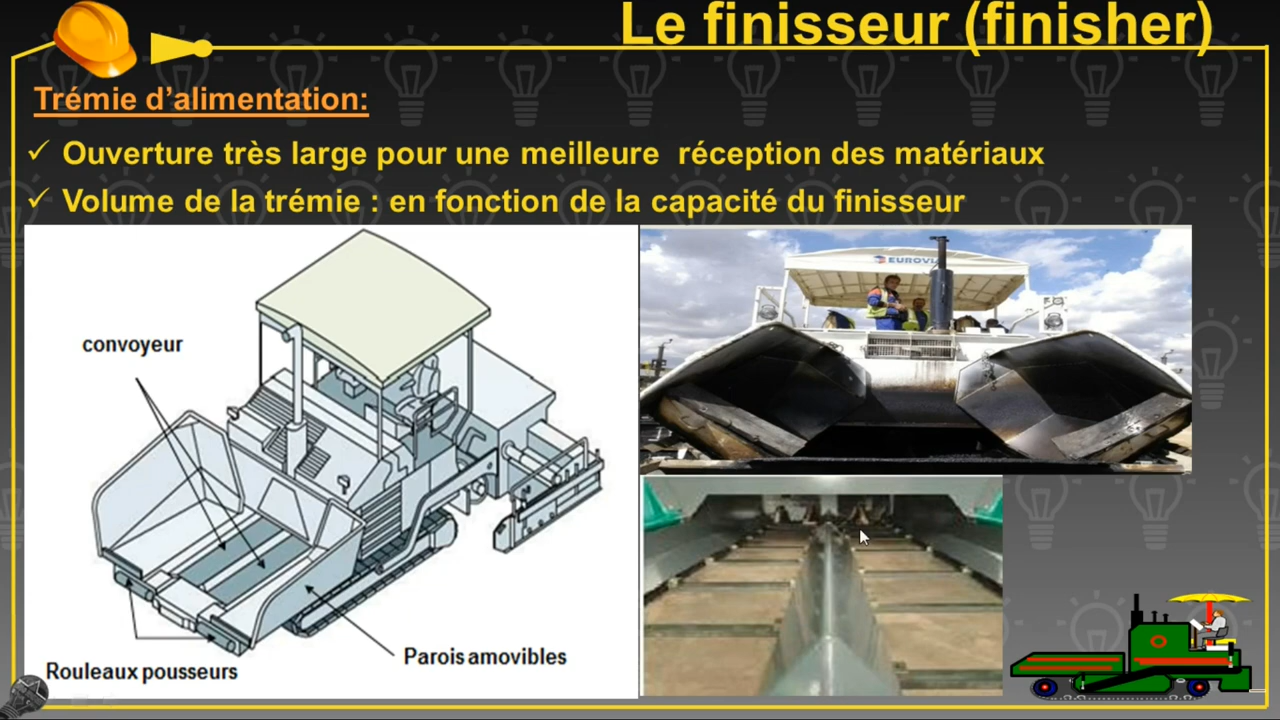 Le finisseur (finisher)
Trémie d'alimentation:
✓ Ouverture très large pour une meilleure réception des matériaux
✓ Volume de la trémie : en fonction de la capacité du finisseur
convoyeur
Parois amovibles
Rouleaux pousseurs
EUROVIA